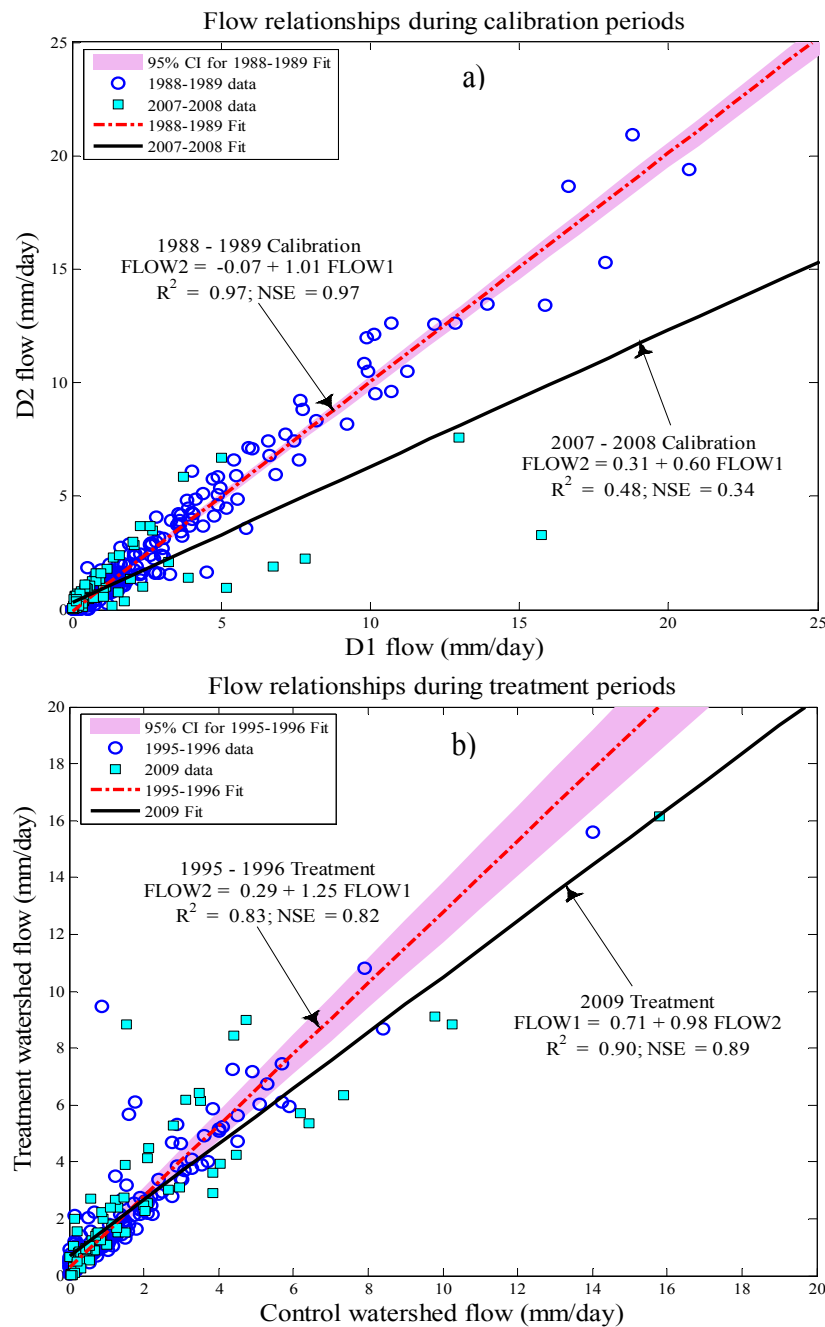 Flow relationships during calibration periods
25
20
15
10
5
0
0
5
10
15
20
25
D2 flow (mm/day)
D1 flow (mm/day)
95% CI for 1988-1989 Fit
1988-1989 data
2007-2008 data
1988-1989 Fit
2007-2008 Fit
a)
1988 - 1989 Calibration
FLOW2 = -0.07 + 1.01 FLOW1
R² = 0.97; NSE = 0.97
2007 - 2008 Calibration
FLOW2 = 0.31 + 0.60 FLOW1
R² = 0.48; NSE = 0.34
Flow relationships during treatment periods
20
18
16
14
12
10
8
6
4
2
0
0
2
4
6
8
10
12
14
16
18
20
Treatment watershed flow (mm/day)
Control watershed flow (mm/day)
95% CI for 1995-1996 Fit
1995-1996 data
2009 data
1995-1996 Fit
2009 Fit
b)
1995 - 1996 Treatment
FLOW2 = 0.29 + 1.25 FLOW1
R² = 0.83; NSE = 0.82
2009 Treatment
FLOW1 = 0.71 + 0.98 FLOW2
R² = 0.90; NSE = 0.89